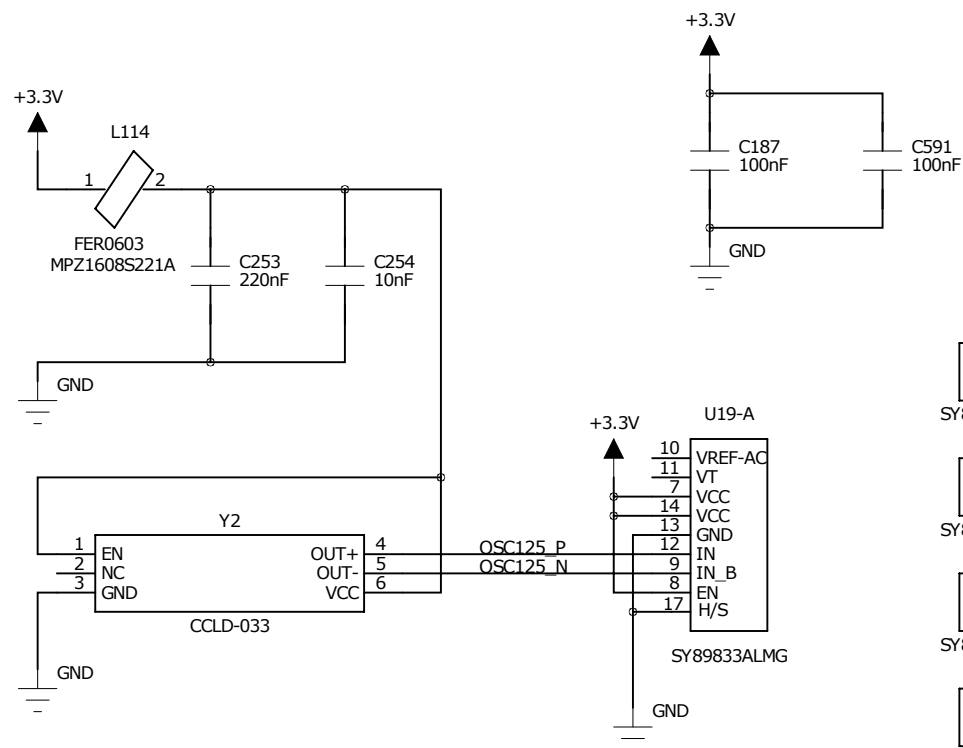 +3.3V
L114
1
2
FER0603
MPZ1608S221A
C253
220nF
C254
10nF
GND
+3.3V
C187
100nF
C591
100nF
GND
Y2
1 EN
2 NC
3 GND
OUT+ 4
OUT- 5
VCC 6
CCLD-033
GND
OSC125_P
OSC125_N
+3.3V
U19-A
10 VREF-AC
11 VT
7 VCC
14 VCC
13 GND
12 IN
9 IN_B
8 EN
17 H/S
SY89833ALMG
GND